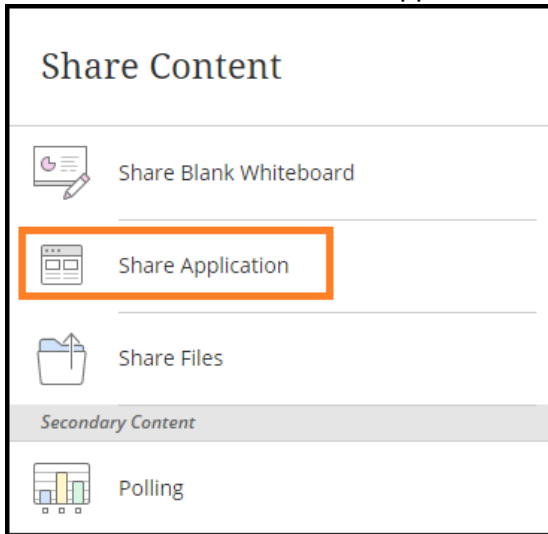 Share Content
Share Blank Whiteboard
Share Application
Share Files
Secondary Content
Polling